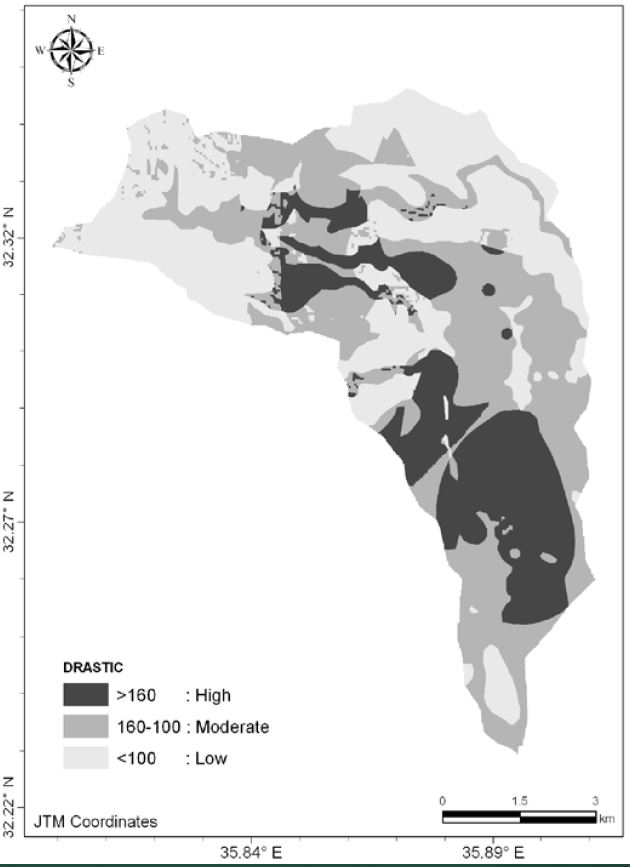 N
W E
S
32.32° N
32.27° N
32.22° N
DRASTIC
>160 : High
160-100 : Moderate
<100 : Low
0 1.5 3
km
JTM Coordinates
35.84° E 35.89° E